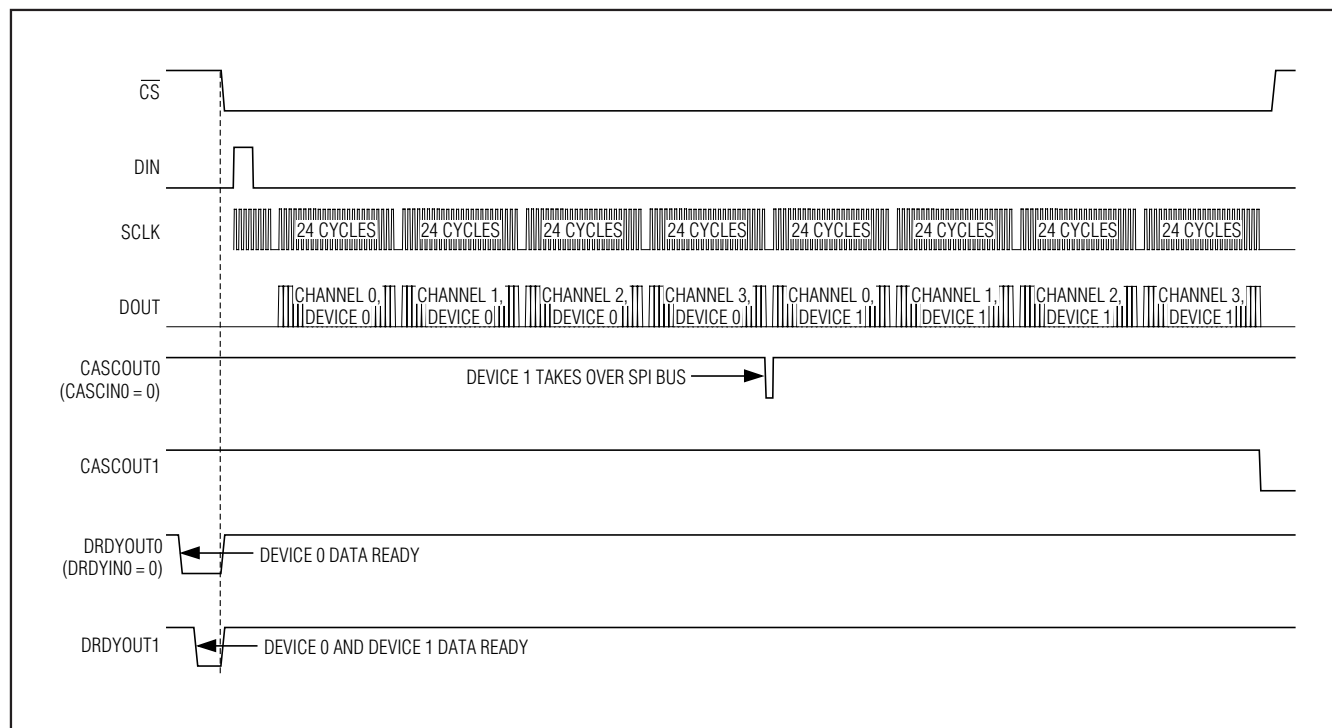 CS
DIN
SCLK
24 CYCLES 24 CYCLES 24 CYCLES 24 CYCLES 24 CYCLES 24 CYCLES 24 CYCLES 24 CYCLES
DOUT
CHANNEL 0, DEVICE 0
CHANNEL 1, DEVICE 0
CHANNEL 2, DEVICE 0
CHANNEL 3, DEVICE 0
CHANNEL 0, DEVICE 1
CHANNEL 1, DEVICE 1
CHANNEL 2, DEVICE 1
CHANNEL 3, DEVICE 1
CASCOUT0
(CASCIN0 = 0)
DEVICE 1 TAKES OVER SPI BUS
CASCOUT1
DRDYOUT0
(DRDYIN0 = 0)
DEVICE 0 DATA READY
DRDYOUT1
DEVICE 0 AND DEVICE 1 DATA READY